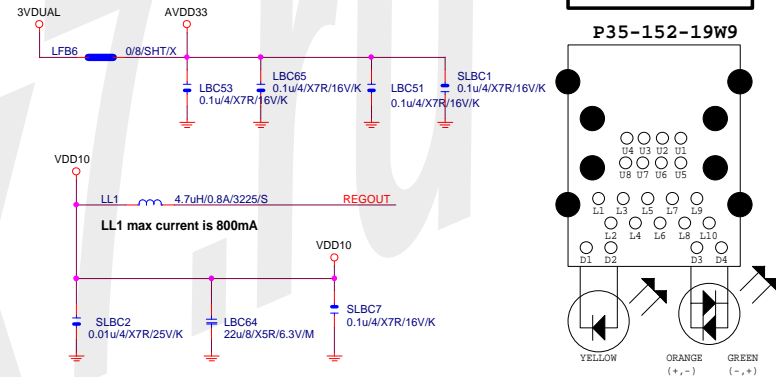 3VDUAL
AVDD33
LFB6
0/8/SHT/X
LBC53
0.1u/4/X7R/16V/K
LBC65
0.1u/4/X7R/16V/K
LBC51
0.1u/4/X7R/16V/K
SLBC1
0.1u/4/X7R/16V/K
VDD10
LL1
4.7uH/0.8A/3225/S
REGOUT
LL1 max current is 800mA
VDD10
SLBC2
0.01u/4/X7R/25V/K
LBC64
22u/8/X5R/6.3V/M
SLBC7
0.1u/4/X7R/16V/K
P35-152-19W9
U4 U3 U2 U1
U8 U7 U6 U5
L1 L3 L5 L7 L9
L2 L4 L6 L8 L10
D1 D2 D3 D4
YELLOW
ORANGE
(+,-)
GREEN
(-,+)